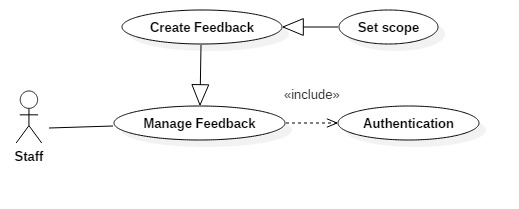 Create Feedback
Set scope
«include»
Manage Feedback
Authentication
Staff